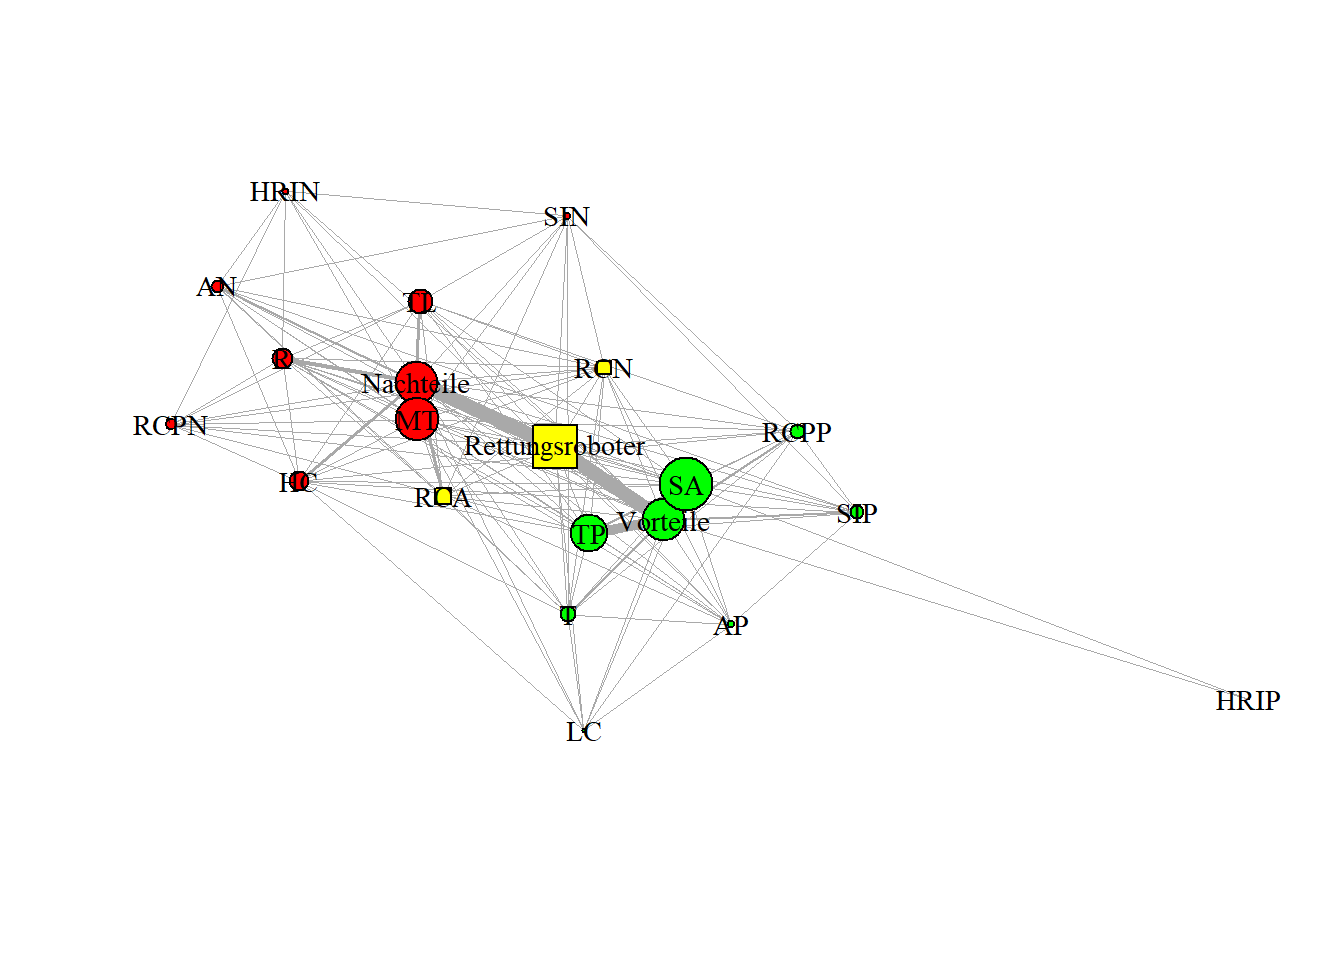 HRIN
SIN
AN
TL
R
RCN
Nachteile
MT
RCPN
RCPP
Rettungsroboter
HC
SA
RCA
SIP
Vorteile
TP
T
AP
HRIP
LC